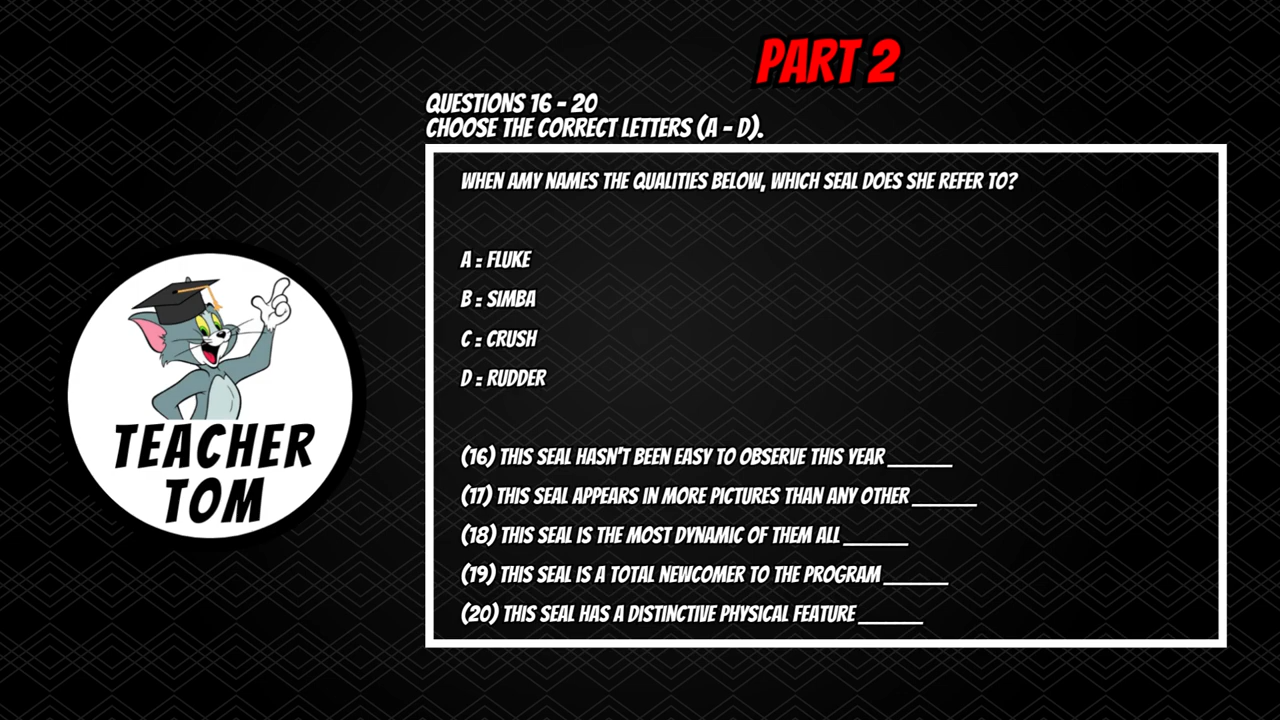 PART 2
QUESTIONS 16 - 20
CHOOSE THE CORRECT LETTERS (A - D).
WHEN AMY NAMES THE QUALITIES BELOW, WHICH SEAL DOES SHE REFER TO?
A : FLUKE
B : SIMBA
C : CRUSH
D : RUDDER
(16) THIS SEAL HASN'T BEEN EASY TO OBSERVE THIS YEAR ______
(17) THIS SEAL APPEARS IN MORE PICTURES THAN ANY OTHER ______
(18) THIS SEAL IS THE MOST DYNAMIC OF THEM ALL ______
(19) THIS SEAL IS A TOTAL NEWCOMER TO THE PROGRAM ______
(20) THIS SEAL HAS A DISTINCTIVE PHYSICAL FEATURE ______
TEACHER
TOM